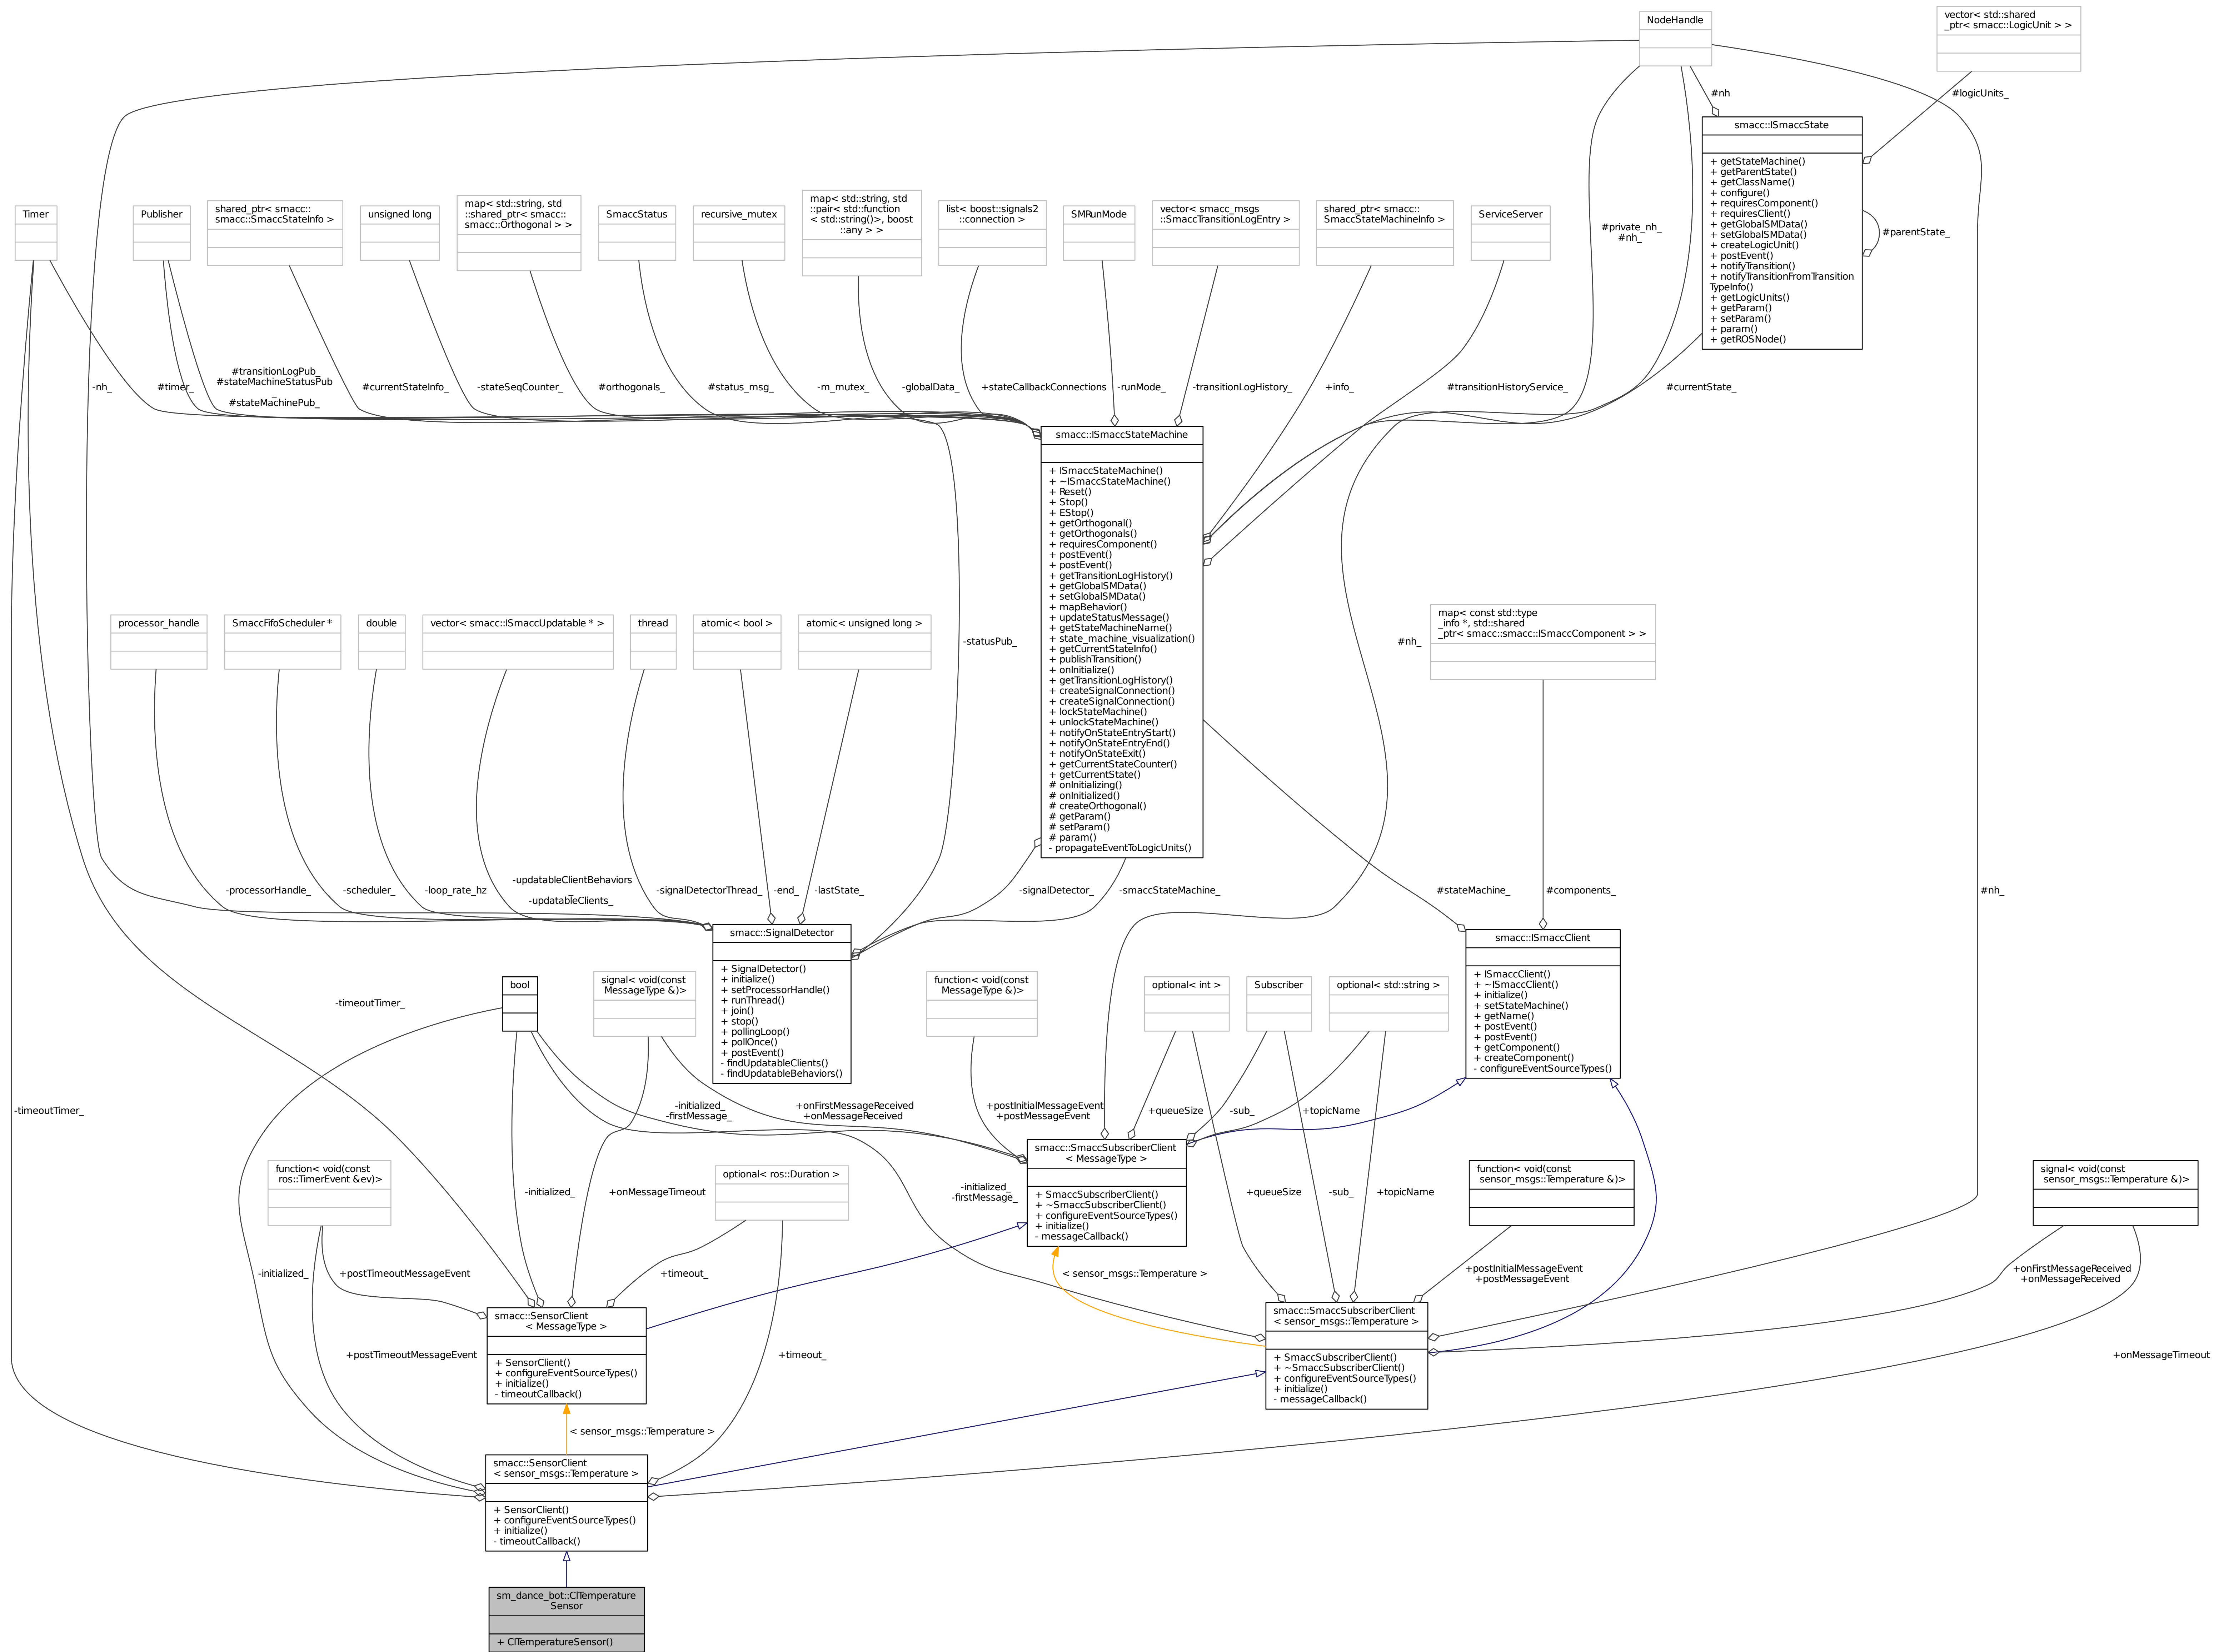 NodeHandle
vector< std::shared
_ptr< smacc::LogicUnit > >
#nh
#logicUnits_
smacc::ISmaccState
+ getStateMachine()
+ getParentState()
+ getClassName()
+ configure()
+ requiresComponent()
+ requiresClient()
+ getGlobalSMData()
+ setGlobalSMData()
+ createLogicUnit()
+ postEvent()
+ notifyTransition()
+ notifyTransitionFromTransition
TypeInfo()
+ getLogicUnits()
+ getParam()
+ setParam()
+ param()
+ getROSNode()
#parentState_
#private_nh_
#nh_
Timer
Publisher
shared_ptr< smacc::
smacc::SmaccStateInfo >
unsigned long
map< std::string, std
::shared_ptr< smacc::
smacc::Orthogonal > >
SmaccStatus
recursive_mutex
map< std::string, std
::pair< std::function
< std::string()>, boost
::any > >
list< boost::signals2
::connection >
SMRunMode
vector< smacc_msgs
::SmaccTransitionLogEntry >
shared_ptr< smacc::
SmaccStateMachineInfo >
ServiceServer
-nh_
#timer_
#transitionLogPub_
#stateMachineStatusPub
_
#stateMachinePub_
#currentStateInfo_
-stateSeqCounter_
#orthogonals_
#status_msg_
-m_mutex_
-globalData_
+stateCallbackConnections
-runMode_
-transitionLogHistory_
+info_
#transitionHistoryService_
#currentState_
smacc::ISmaccStateMachine
+ ISmaccStateMachine()
+ ~ISmaccStateMachine()
+ Reset()
+ Stop()
+ EStop()
+ getOrthogonal()
+ getOrthogonals()
+ requiresComponent()
+ postEvent()
+ postEvent()
+ getTransitionLogHistory()
+ getGlobalSMData()
+ setGlobalSMData()
+ mapBehavior()
+ updateStatusMessage()
+ getStateMachineName()
+ state_machine_visualization()
+ getCurrentStateInfo()
+ publishTransition()
+ onInitialize()
+ getTransitionLogHistory()
+ createSignalConnection()
+ createSignalConnection()
+ lockStateMachine()
+ unlockStateMachine()
+ notifyOnStateEntryStart()
+ notifyOnStateEntryEnd()
+ notifyOnStateExit()
+ getCurrentStateCounter()
+ getCurrentState()
# onInitializing()
# onInitialized()
# createOrthogonal()
# getParam()
# setParam()
# param()
- propagateEventToLogicUnits()
processor_handle
SmaccFifoScheduler *
double
vector< smacc::ISmaccUpdatable * >
thread
atomic< bool >
atomic< unsigned long >
-statusPub_
#nh_
map< const std::type
_info *, std::shared
_ptr< smacc::smacc::ISmaccComponent > >
-processorHandle_
-scheduler_
-loop_rate_hz
-updatableClientBehaviors
_
-updatableClients_
-signalDetectorThread_
-end_
-lastState_
-signalDetector_
-smaccStateMachine_
#stateMachine_
#components_
#nh_
smacc::SignalDetector
+ SignalDetector()
+ initialize()
+ setProcessorHandle()
+ runThread()
+ join()
+ stop()
+ pollingLoop()
+ pollOnce()
+ postEvent()
- findUpdatableClients()
- findUpdatableBehaviors()
smacc::ISmaccClient
+ ISmaccClient()
+ ~ISmaccClient()
+ initialize()
+ setStateMachine()
+ getName()
+ postEvent()
+ postEvent()
+ getComponent()
+ createComponent()
- configureEventSourceTypes()
-timeoutTimer_
bool
signal< void(const
MessageType &)>
function< void(const
MessageType &)>
optional< int >
Subscriber
optional< std::string >
-timeoutTimer_
-initialized_
-firstMessage_
+onFirstMessageReceived
+onMessageReceived
+postInitialMessageEvent
+postMessageEvent
+queueSize
-sub_
+topicName
smacc::SmaccSubscriberClient
< MessageType >
+ SmaccSubscriberClient()
+ ~SmaccSubscriberClient()
+ configureEventSourceTypes()
+ initialize()
- messageCallback()
function< void(const
ros::TimerEvent &ev)>
-initialized_
+onMessageTimeout
optional< ros::Duration >
-initialized_
-firstMessage_
+queueSize
-sub_
+topicName
function< void(const
sensor_msgs::Temperature &)>
signal< void(const
sensor_msgs::Temperature &)>
-initialized_
+postTimeoutMessageEvent
+timeout_
< sensor_msgs::Temperature >
+postInitialMessageEvent
+postMessageEvent
+onFirstMessageReceived
+onMessageReceived
smacc::SensorClient
< MessageType >
+ SensorClient()
+ configureEventSourceTypes()
+ initialize()
- timeoutCallback()
smacc::SmaccSubscriberClient
< sensor_msgs::Temperature >
+ SmaccSubscriberClient()
+ ~SmaccSubscriberClient()
+ configureEventSourceTypes()
+ initialize()
- messageCallback()
+postTimeoutMessageEvent
+timeout_
+onMessageTimeout
< sensor_msgs::Temperature >
smacc::SensorClient
< sensor_msgs::Temperature >
+ SensorClient()
+ configureEventSourceTypes()
+ initialize()
- timeoutCallback()
sm_dance_bot::ClTemperature
Sensor
+ ClTemperatureSensor()